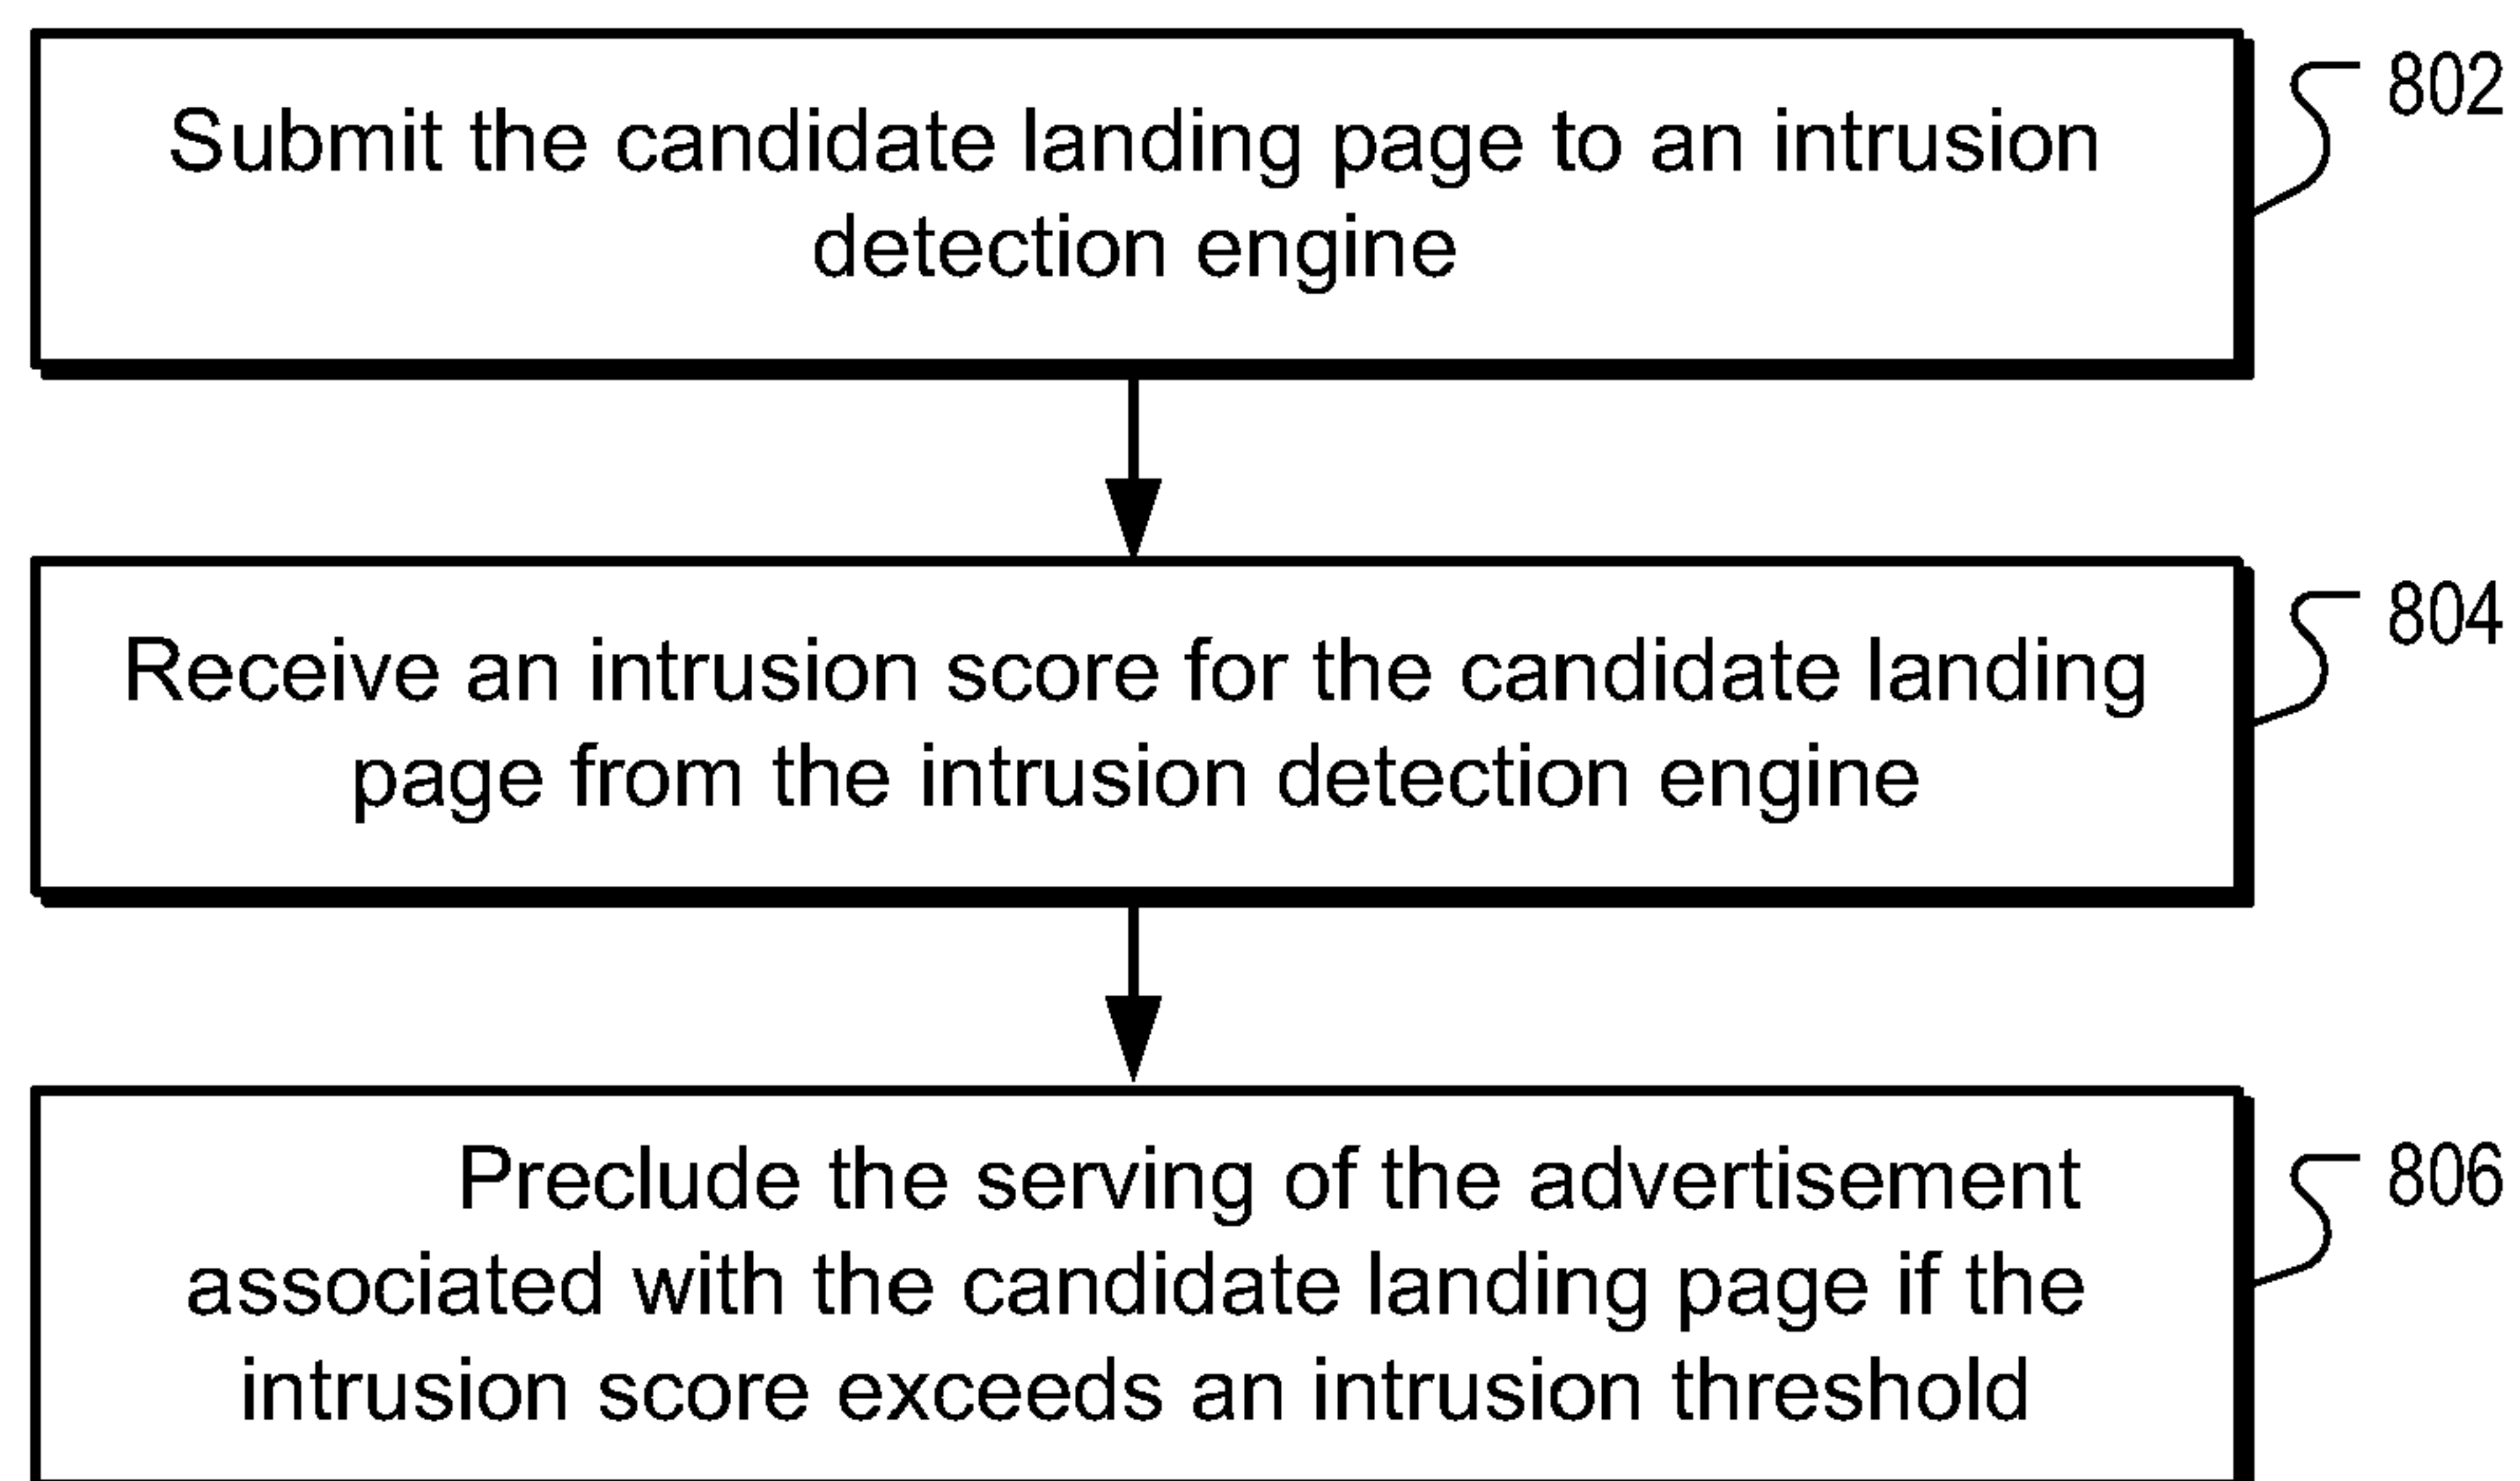 Submit the candidate landing page to an intrusion
detection engine
802
Receive an intrusion score for the candidate landing
page from the intrusion detection engine
804
Preclude the serving of the advertisement
associated with the candidate landing page if the
intrusion score exceeds an intrusion threshold
806